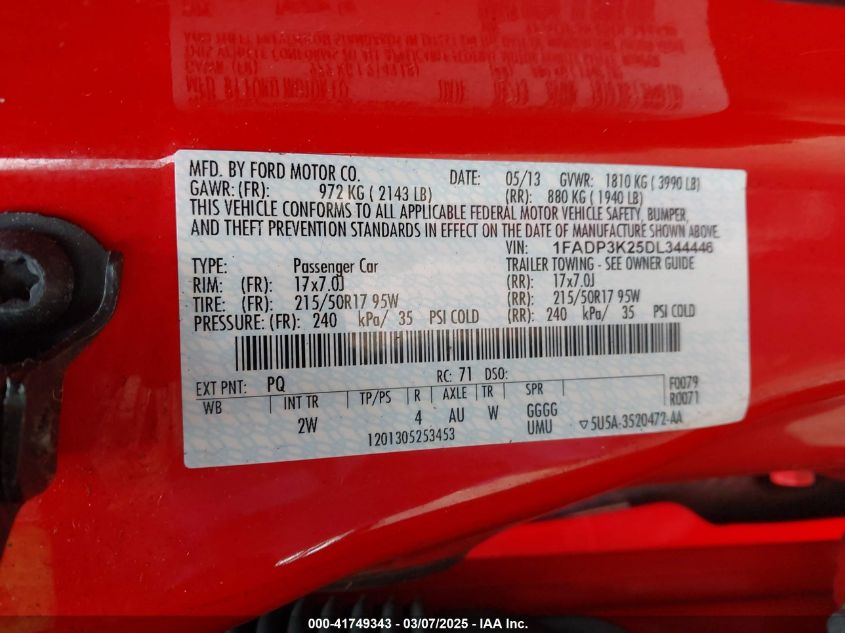 MFD. BY FORD MOTOR CO. DATE: 05/13 GVWR: 1810 KG ( 3990 LB)
GAWR: (FR): 972 KG ( 2143 LB) (RR): 880 KG ( 1940 LB)
THIS VEHICLE CONFORMS TO ALL APPLICABLE FEDERAL MOTOR VEHICLE SAFETY, BUMPER,
AND THEFT PREVENTION STANDARDS IN EFFECT ON THE DATE OF MANUFACTURE SHOWN ABOVE.
VIN: 1FADP3K25DL344446
TYPE: Passenger Car TRAILER TOWING - SEE OWNER GUIDE
RIM: (FR): 17x7.0J (RR): 17x7.0J
TIRE: (FR): 215/50R17 95W (RR): 215/50R17 95W
PRESSURE: (FR): 240 kPa/ 35 PSI COLD (RR): 240 kPa/ 35 PSI COLD
EXT PNT: PQ RC: 71 DSO: F0079
WB INT TR TP/PS R AXLE TR SPR R0071
2W 4 AU W GGGG
UMU ▽5U5A-3520472-AA
1201305253453
000-41749343 - 03/07/2025 - IAA Inc.